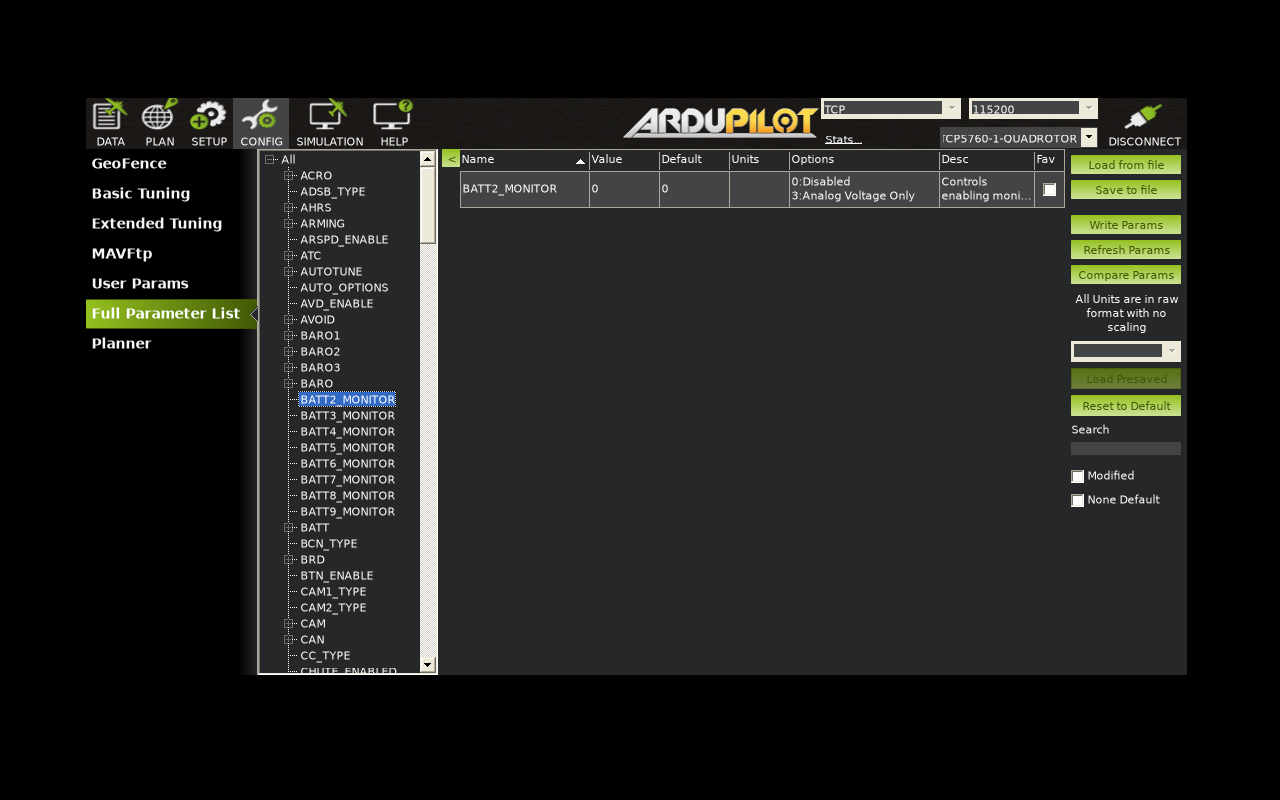 DATA PLAN SETUP CONFIG SIMULATION HELP
ARDUPILOT
TCP 115200
Stats... TCP5760-1-QUADROTOR DISCONNECT
GeoFence
Basic Tuning
Extended Tuning
MAVFtp
User Params
Full Parameter List
Planner
All
ACRO
ADSB_TYPE
AHRS
ARMING
ARSPD_ENABLE
ATC
AUTOTUNE
AUTO_OPTIONS
AVD_ENABLE
AVOID
BARO1
BARO2
BARO3
BARO
BATT2_MONITOR
BATT3_MONITOR
BATT4_MONITOR
BATT5_MONITOR
BATT6_MONITOR
BATT7_MONITOR
BATT8_MONITOR
BATT9_MONITOR
BATT
BCN_TYPE
BRD
BTN_ENABLE
CAM1_TYPE
CAM2_TYPE
CAM
CAN
CC_TYPE
CHUTE_ENABLED
< Name Value Default Units Options Desc Fav
BATT2_MONITOR 0 0
0:Disabled
3:Analog Voltage Only
Controls
enabling moni...
Load from file
Save to file
Write Params
Refresh Params
Compare Params
All Units are in raw
format with no
scaling
Load Presaved
Reset to Default
Search
Modified
None Default